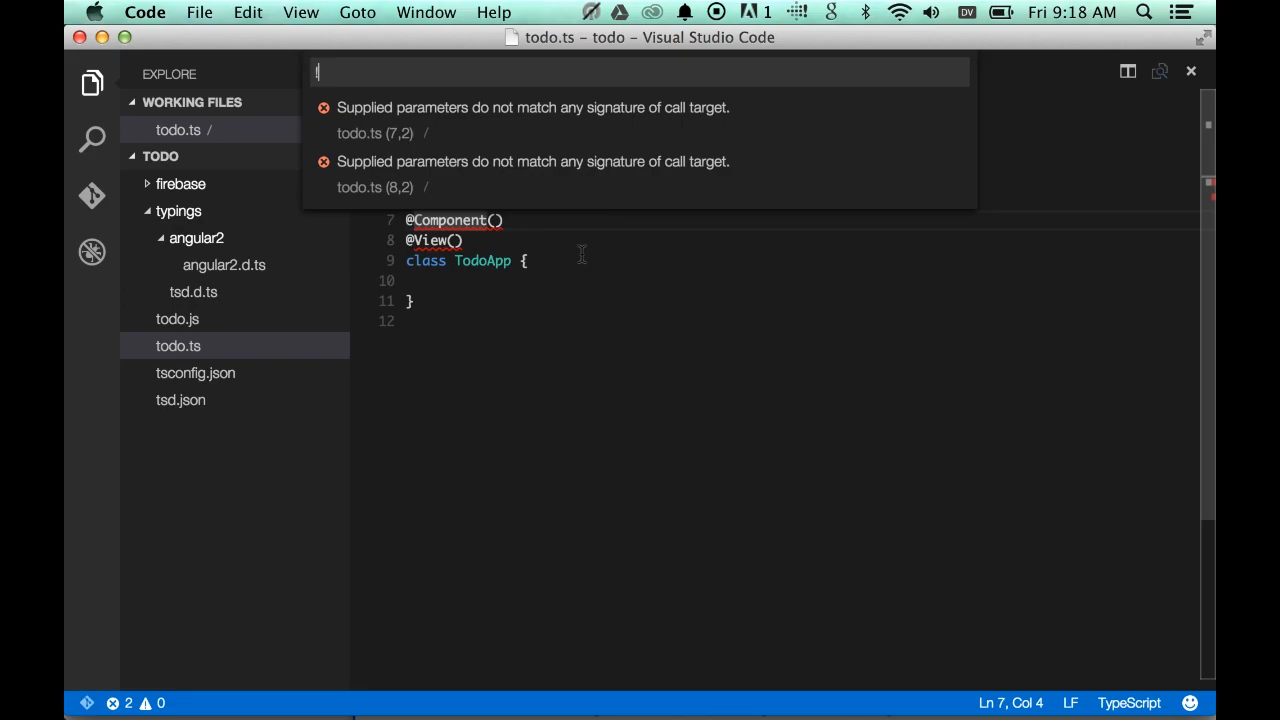 Code File Edit View Goto Window Help 1 g DV Fri 9:18 AM
todo.ts – todo – Visual Studio Code
EXPLORE
!
WORKING FILES
todo.ts /
TODO
firebase
typings
angular2
angular2.d.ts
tsd.d.ts
todo.js
todo.ts
tsconfig.json
tsd.json
Supplied parameters do not match any signature of call target.
todo.ts (7,2) /
Supplied parameters do not match any signature of call target.
todo.ts (8,2) /
7 @Component()
8 @View()
9 class TodoApp {
10
11 }
12
2 0 Ln 7, Col 4 LF TypeScript